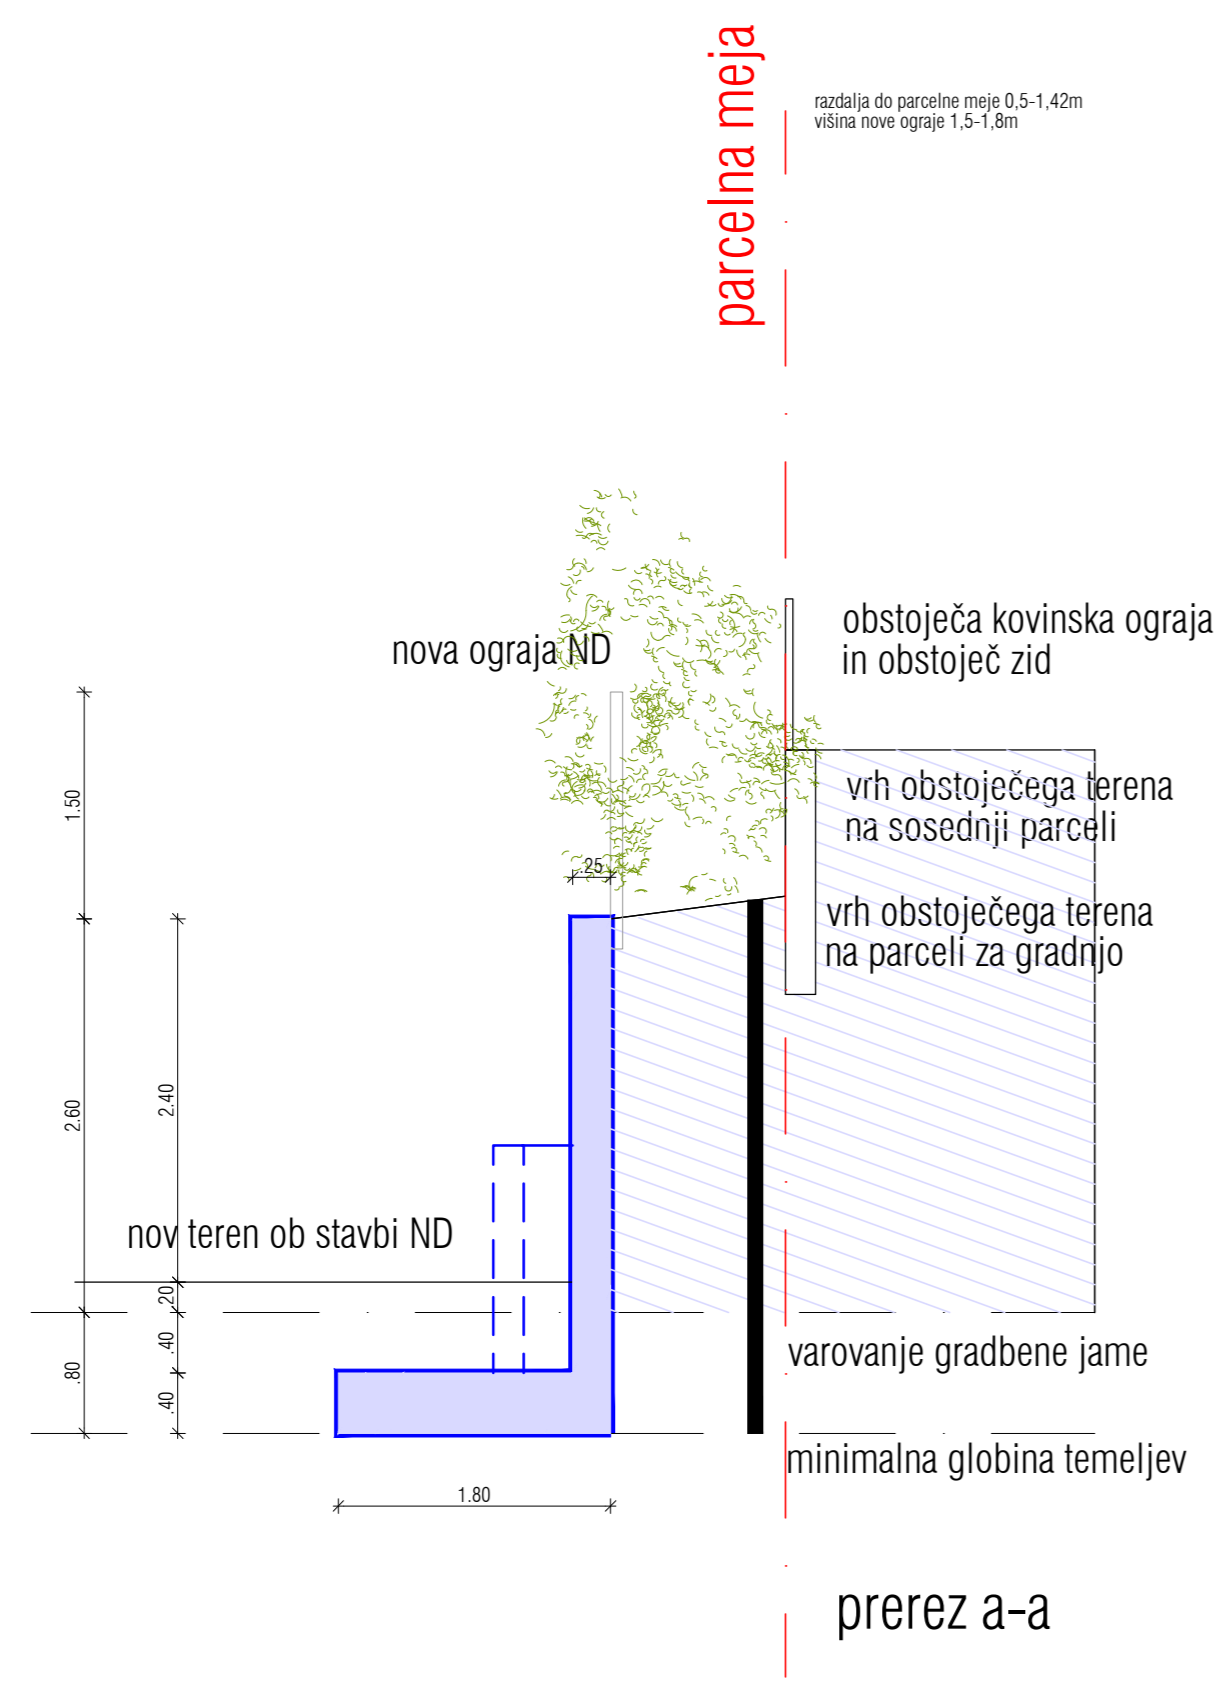 parcelna meja
razdalja do parcelne meje 0,5-1,42m
višina nove ograje 1,5-1,8m
obstoječa kovinska ograja
in obstoječ zid
nova ograja ND
vrh obstoječega terena
na sosednji parceli
1.50
.25
vrh obstoječega terena
na parceli za gradnjo
2.60
2.40
nov teren ob stavbi ND
.20
.40
varovanje gradbene jame
.80
.40
minimalna globina temeljev
1.80
prerez a-a